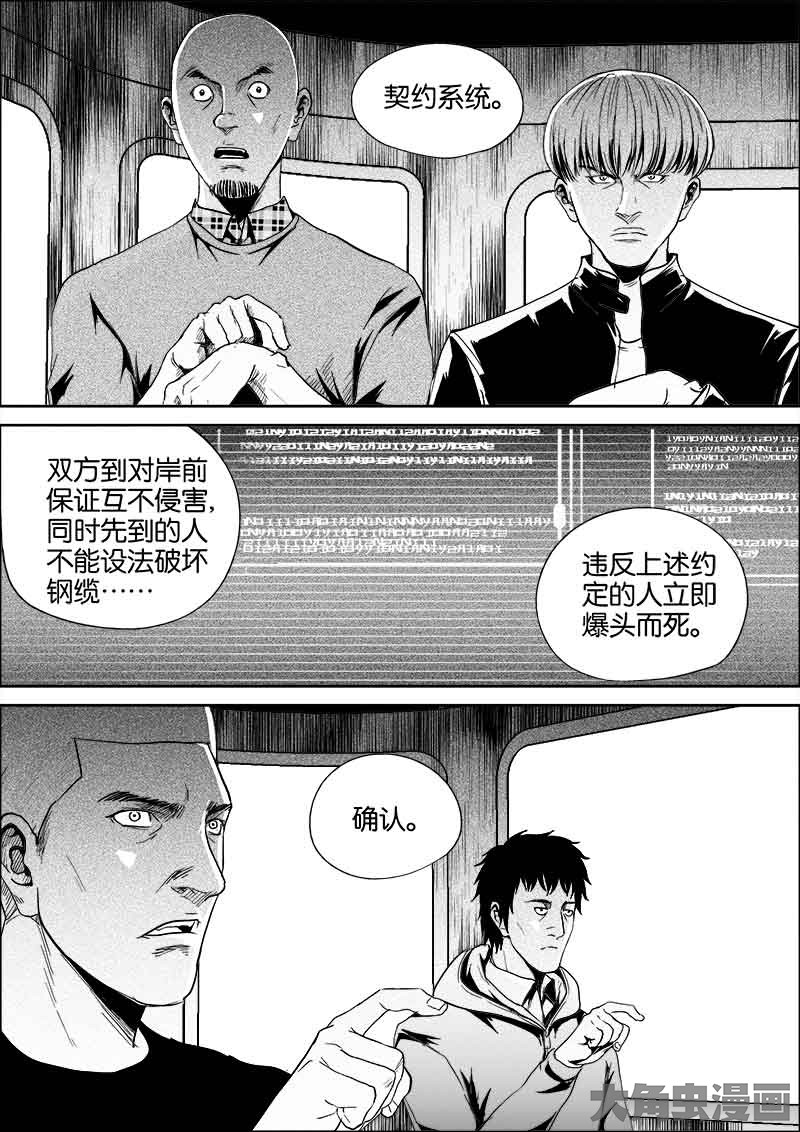 契约系统。
双方到对岸前
保证互不侵害，
同时先到的人
不能设法破坏
钢缆……
违反上述约
定的人立即
爆头而死。
确认。
大角虫漫画